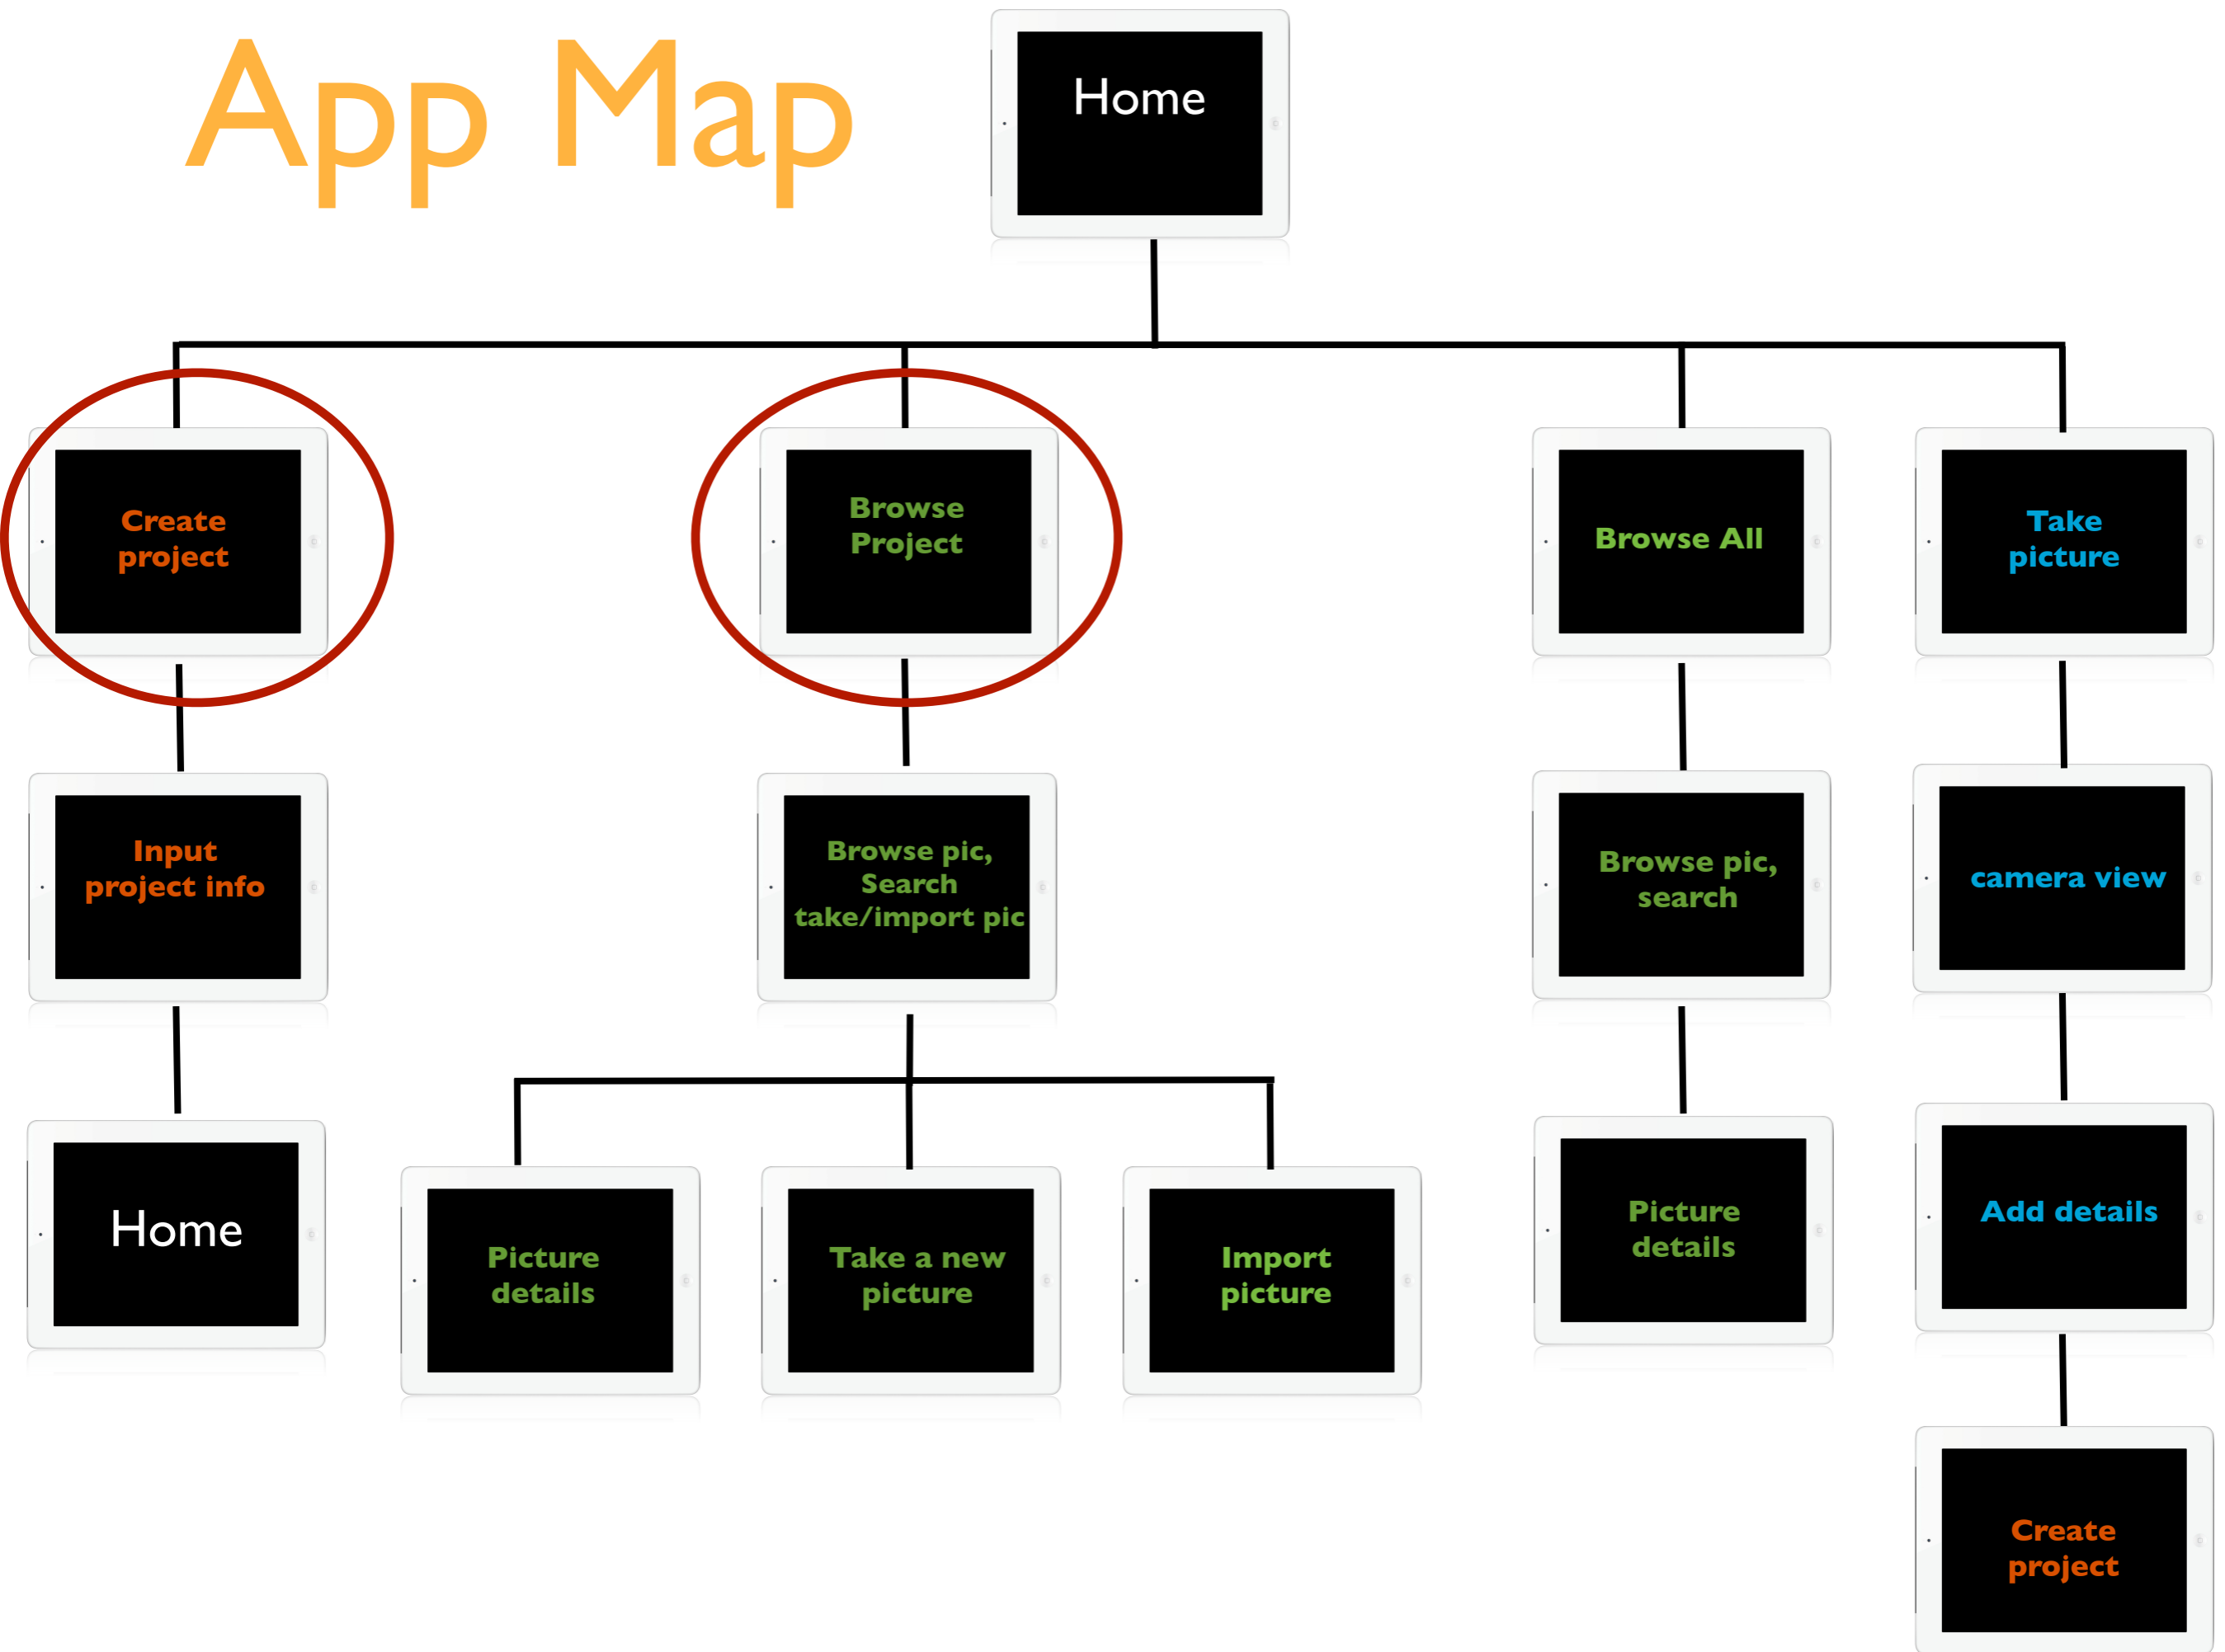 App Map
Home
Create
project
Browse
Project
Browse All
Take
picture
Input
project info
Browse pic,
Search
take/import pic
Browse pic,
search
camera view
Home
Picture
details
Take a new
picture
Import
picture
Picture
details
Add details
Create
project